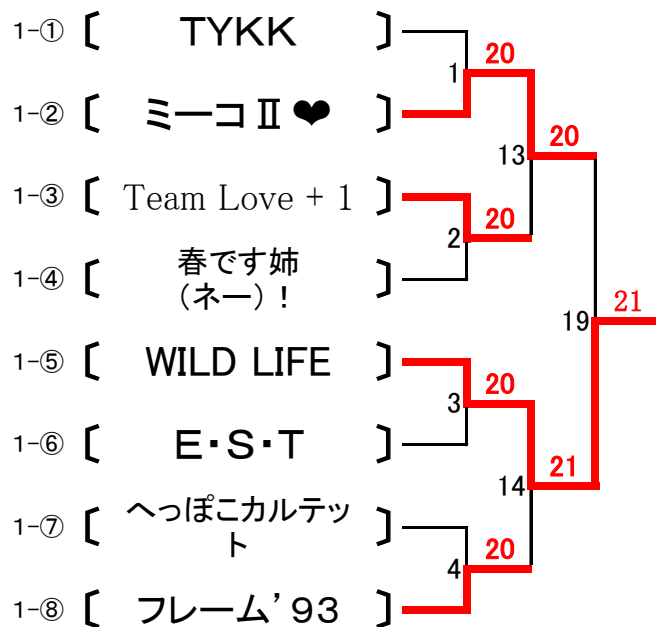 1-① 〔 TYKK 〕
20
1
1-② 〔 ミーコⅡ❤ 〕
13
20
1-③ 〔 Team Love + 1 〕
20
2
1-④ 〔 春です姉
（ネー）！ 〕
21
19
1-⑤ 〔 WILD LIFE 〕
20
3
1-⑥ 〔 E・S・T 〕
14
21
1-⑦ 〔 へっぽこカルテッ
ト 〕
20
4
1-⑧ 〔 フレーム’93 〕